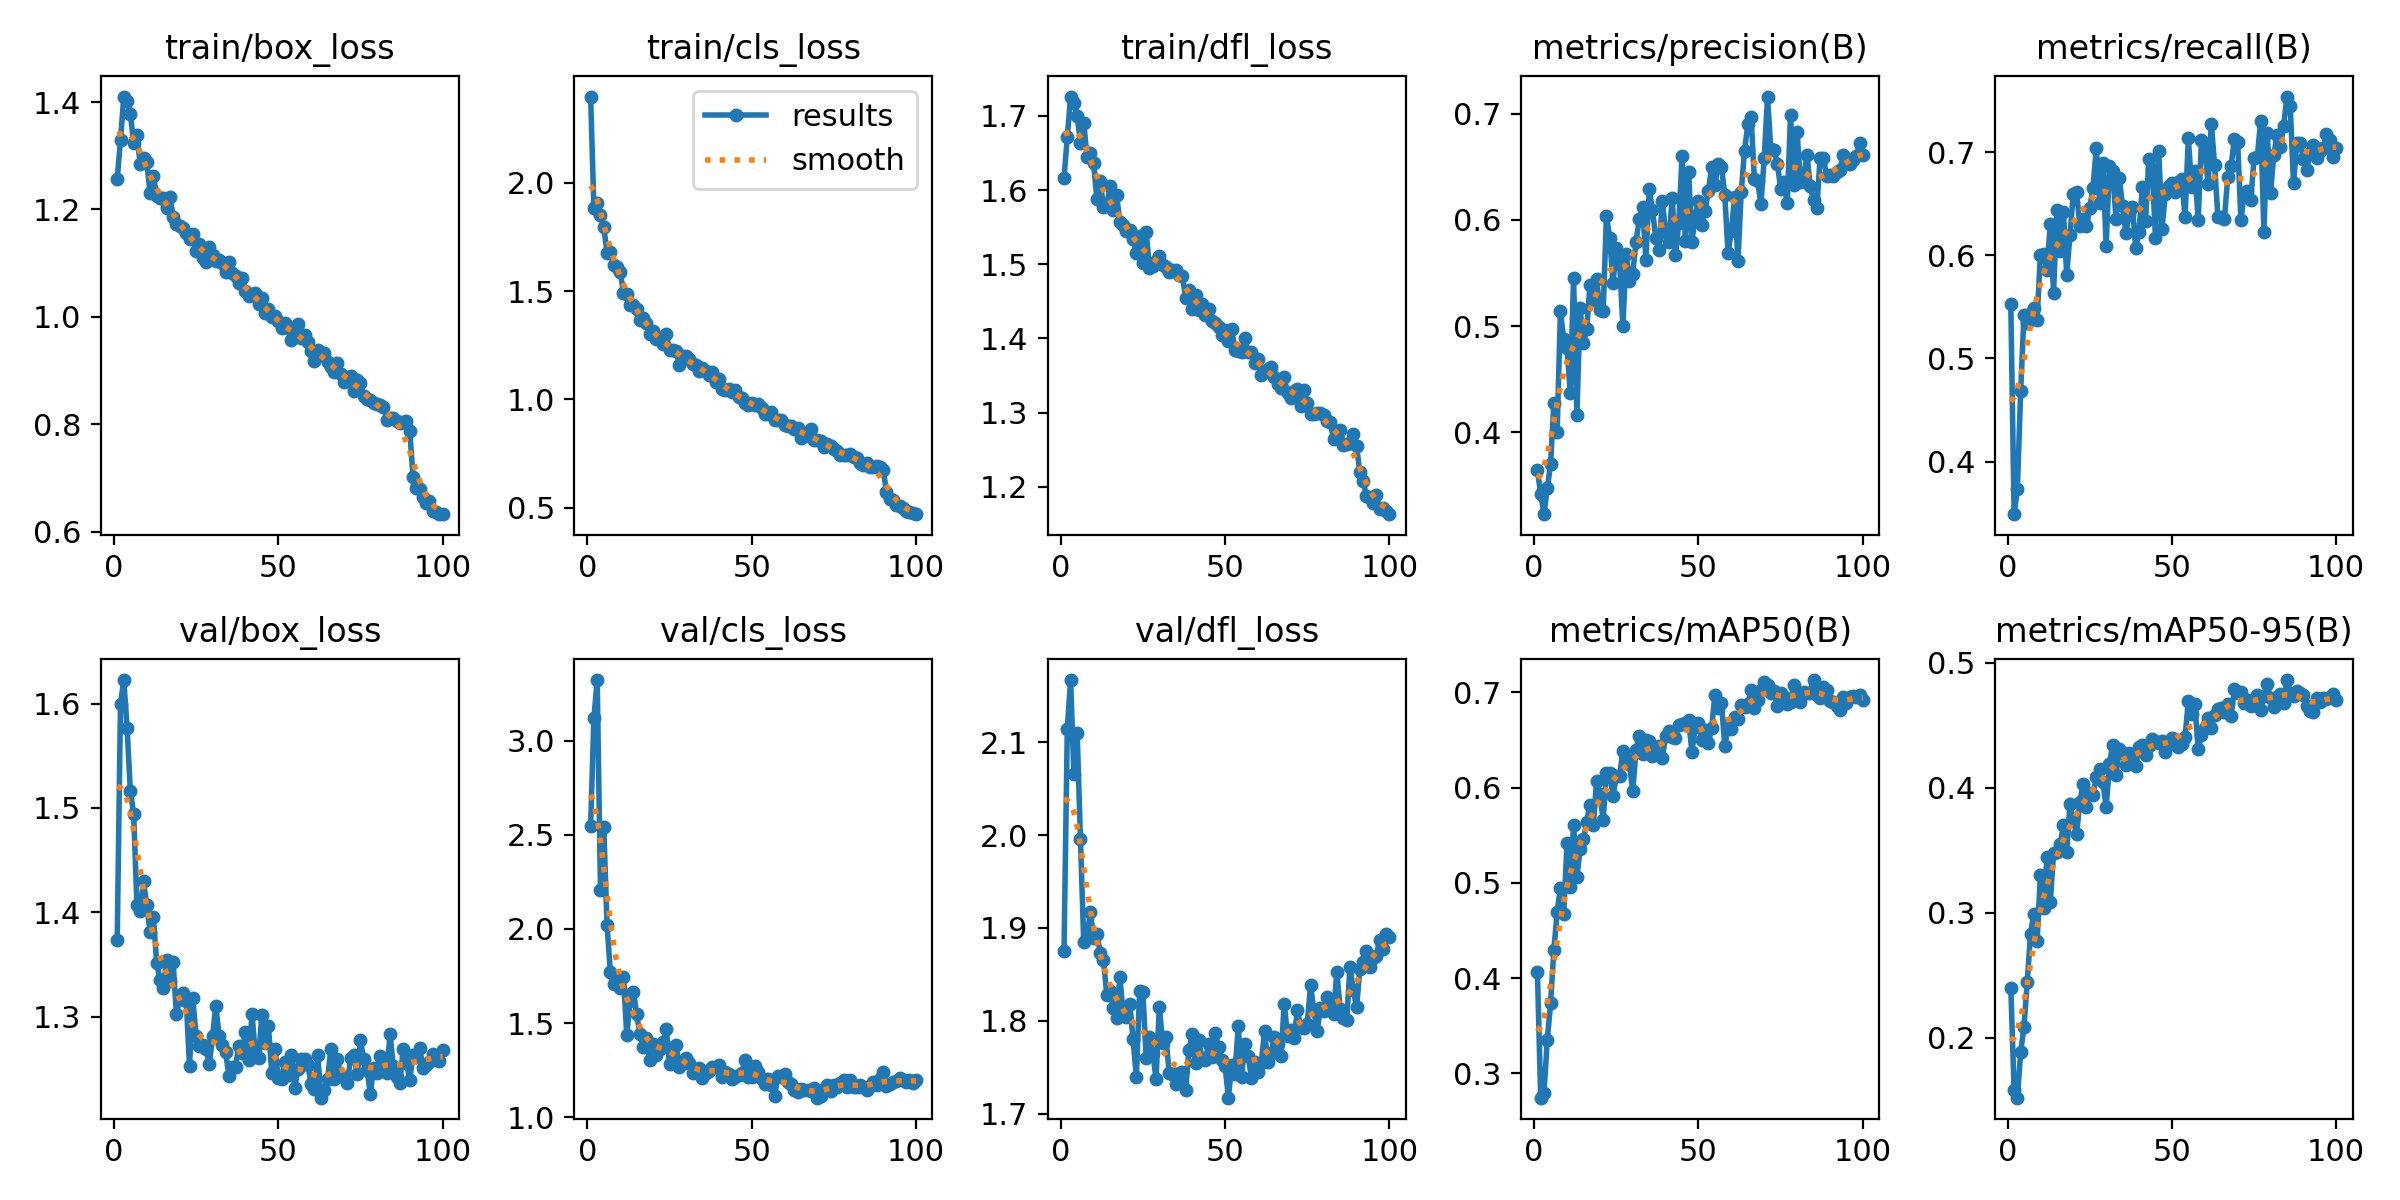 train/box_loss
1.4
1.2
1.0
0.8
0.6
0 50 100
train/cls_loss
results
smooth
2.0
1.5
1.0
0.5
0 50 100
train/dfl_loss
1.7
1.6
1.5
1.4
1.3
1.2
0 50 100
metrics/precision(B)
0.7
0.6
0.5
0.4
0 50 100
metrics/recall(B)
0.7
0.6
0.5
0.4
0 50 100
val/box_loss
1.6
1.5
1.4
1.3
0 50 100
val/cls_loss
3.0
2.5
2.0
1.5
1.0
0 50 100
val/dfl_loss
2.1
2.0
1.9
1.8
1.7
0 50 100
metrics/mAP50(B)
0.7
0.6
0.5
0.4
0.3
0 50 100
metrics/mAP50-95(B)
0.5
0.4
0.3
0.2
0 50 100